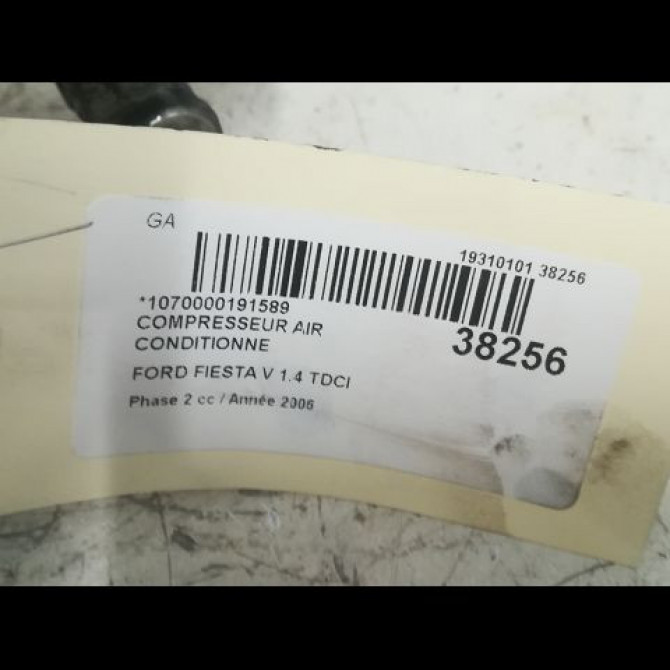 GA
19310101 38256
*1070000191589
COMPRESSEUR AIR
CONDITIONNE
38256
FORD FIESTA V 1.4 TDCI
Phase 2 cc / Année 2006